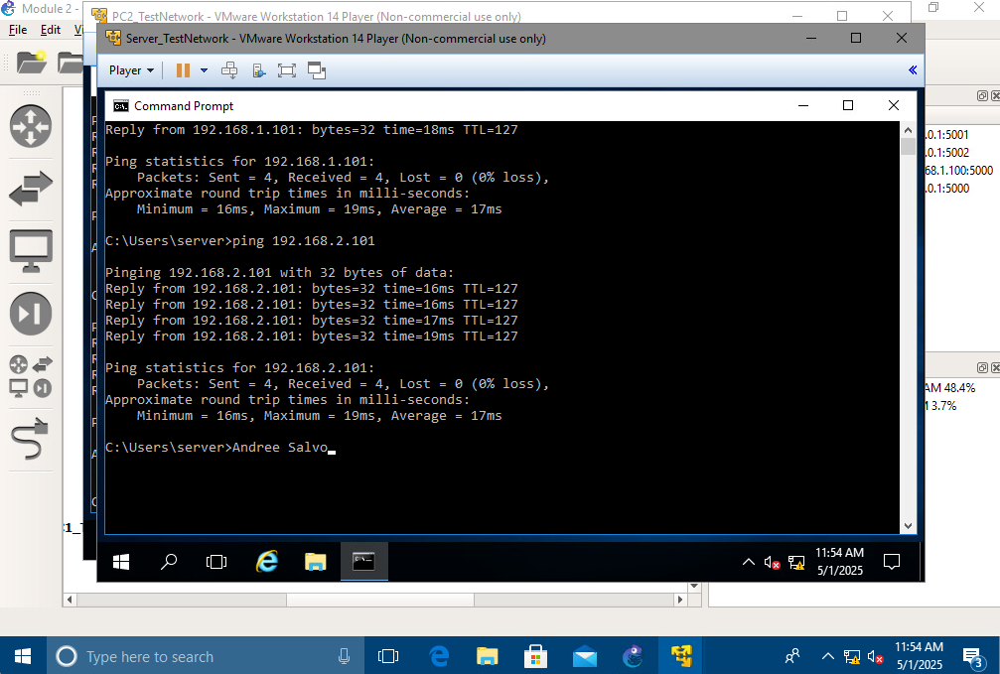 Module 2 -
PC2_TestNetwork - VMware Workstation 14 Player (Non-commercial use only)
File Edit
Server_TestNetwork - VMware Workstation 14 Player (Non-commercial use only)
Player
Command Prompt
Reply from 192.168.1.101: bytes=32 time=18ms TTL=127
Ping statistics for 192.168.1.101:
Packets: Sent = 4, Received = 4, Lost = 0 (0% loss),
Approximate round trip times in milli-seconds:
Minimum = 16ms, Maximum = 19ms, Average = 17ms
C:\Users\server>ping 192.168.2.101
Pinging 192.168.2.101 with 32 bytes of data:
Reply from 192.168.2.101: bytes=32 time=16ms TTL=127
Reply from 192.168.2.101: bytes=32 time=16ms TTL=127
Reply from 192.168.2.101: bytes=32 time=17ms TTL=127
Reply from 192.168.2.101: bytes=32 time=19ms TTL=127
Ping statistics for 192.168.2.101:
Packets: Sent = 4, Received = 4, Lost = 0 (0% loss),
Approximate round trip times in milli-seconds:
Minimum = 16ms, Maximum = 19ms, Average = 17ms
C:\Users\server>Andree Salvo
.0.1:5001
.0.1:5002
68.1.100:5000
.0.1:5000
AM 48.4%
3.7%
11:54 AM
5/1/2025
Type here to search
11:54 AM
5/1/2025
3